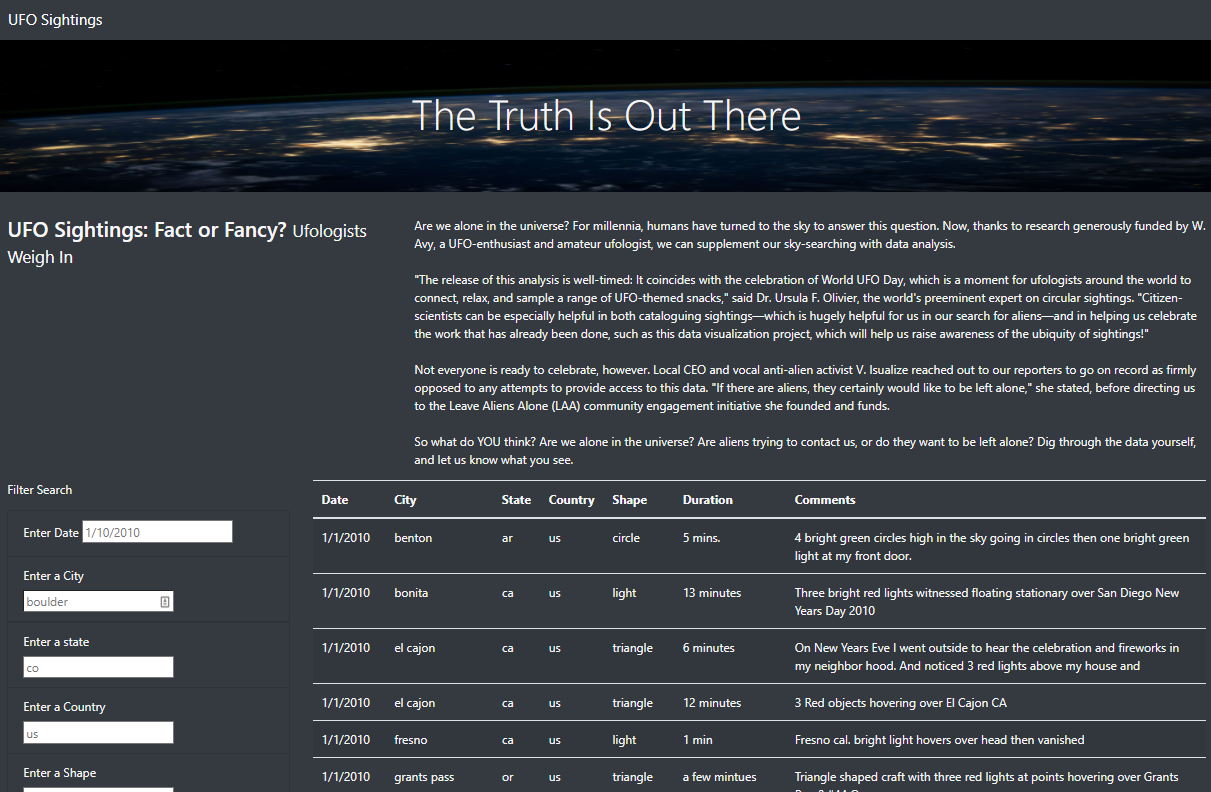 UFO Sightings
The Truth Is Out There
UFO Sightings: Fact or Fancy? Ufologists
Weigh In
Are we alone in the universe? For millennia, humans have turned to the sky to answer this question. Now, thanks to research generously funded by W.
Avy, a UFO-enthusiast and amateur ufologist, we can supplement our sky-searching with data analysis.
"The release of this analysis is well-timed: It coincides with the celebration of World UFO Day, which is a moment for ufologists around the world to
connect, relax, and sample a range of UFO-themed snacks," said Dr. Ursula F. Olivier, the world's preeminent expert on circular sightings. "Citizen-
scientists can be especially helpful in both cataloguing sightings—which is hugely helpful for us in our search for aliens—and in helping us celebrate
the work that has already been done, such as this data visualization project, which will help us raise awareness of the ubiquity of sightings!"
Not everyone is ready to celebrate, however. Local CEO and vocal anti-alien activist V. Isualize reached out to our reporters to go on record as firmly
opposed to any attempts to provide access to this data. "If there are aliens, they certainly would like to be left alone," she stated, before directing us
to the Leave Aliens Alone (LAA) community engagement initiative she founded and funds.
So what do YOU think? Are we alone in the universe? Are aliens trying to contact us, or do they want to be left alone? Dig through the data yourself,
and let us know what you see.
Filter Search
Enter Date 1/10/2010
Enter a City
boulder
Enter a state
co
Enter a Country
us
Enter a Shape
Date City State Country Shape Duration Comments
1/1/2010 benton ar us circle 5 mins. 4 bright green circles high in the sky going in circles then one bright green
light at my front door.
1/1/2010 bonita ca us light 13 minutes Three bright red lights witnessed floating stationary over San Diego New
Years Day 2010
1/1/2010 el cajon ca us triangle 6 minutes On New Years Eve I went outside to hear the celebration and fireworks in
my neighbor hood. And noticed 3 red lights above my house and
1/1/2010 el cajon ca us triangle 12 minutes 3 Red objects hovering over El Cajon CA
1/1/2010 fresno ca us light 1 min Fresno cal. bright light hovers over head then vanished
1/1/2010 grants pass or us triangle a few mintues Triangle shaped craft with three red lights at points hovering over Grants